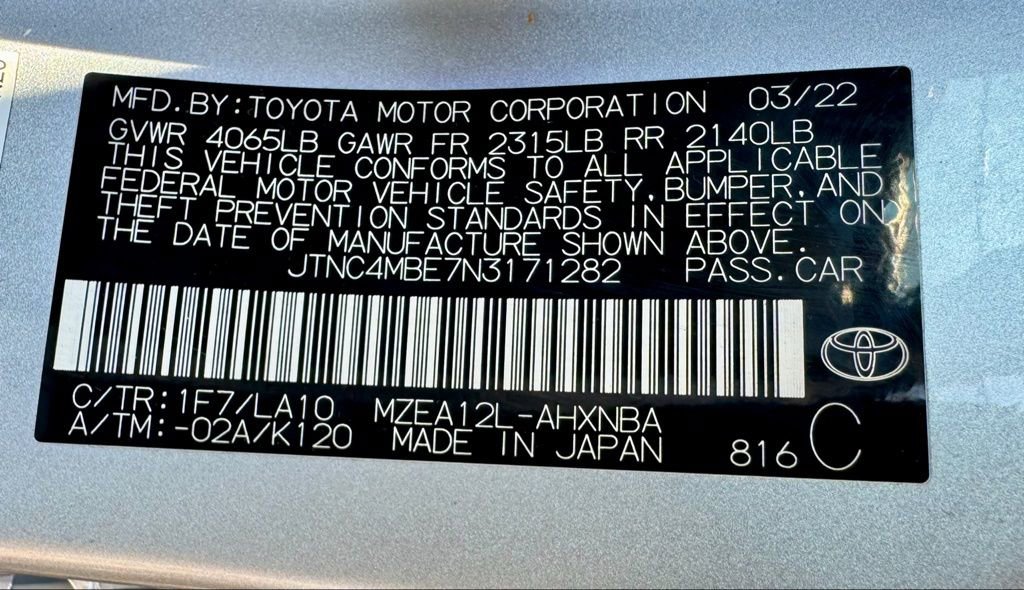 MFD.BY:TOYOTA MOTOR CORPORATION 03/22
GVWR 4065LB GAWR FR 2315LB RR 2140LB
THIS VEHICLE CONFORMS TO ALL APPLICABLE
FEDERAL MOTOR VEHICLE SAFETY,BUMPER,AND
THEFT PREVENTION STANDARDS IN EFFECT ON
THE DATE OF MANUFACTURE SHOWN ABOVE.
JTNC4MBE7N3171282 PASS.CAR
C/TR:1F7/LA10 MZEA12L-AHXNBA
A/TM:-02A/K120 MADE IN JAPAN 816 C